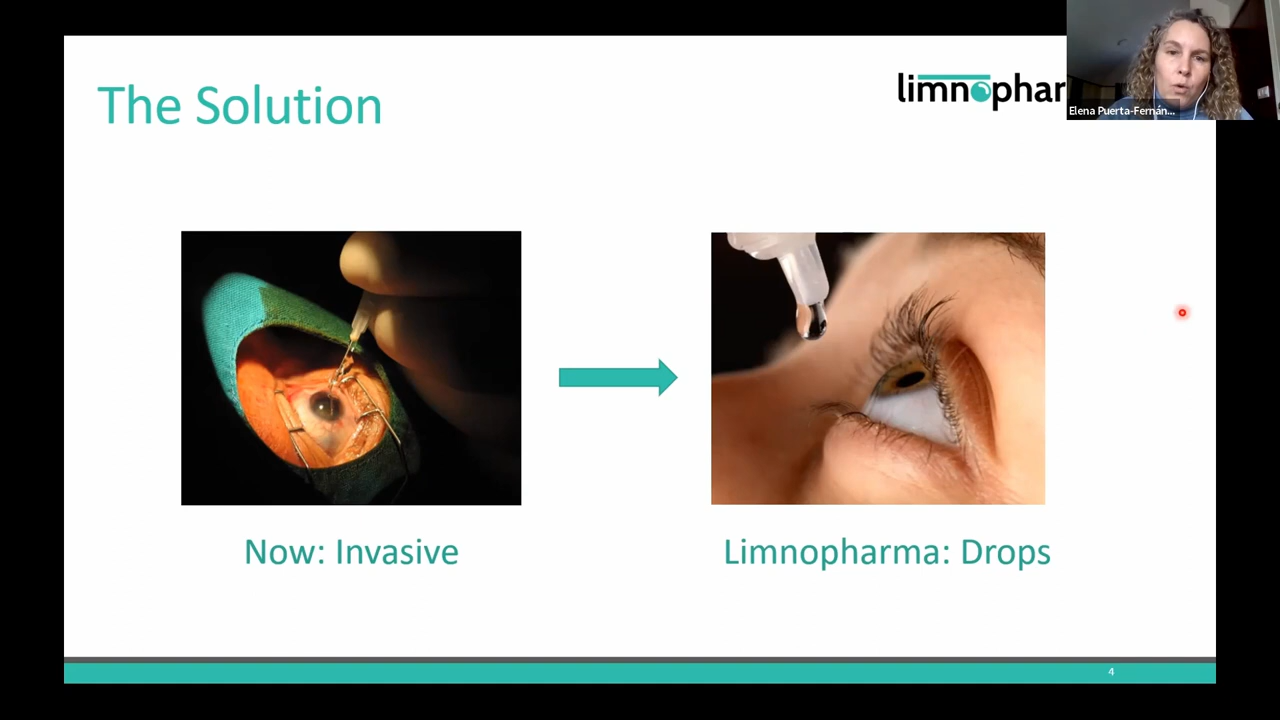 The Solution
limnophar
Elena Puerta-Fernán...
Now: Invasive
Limnopharma: Drops
4